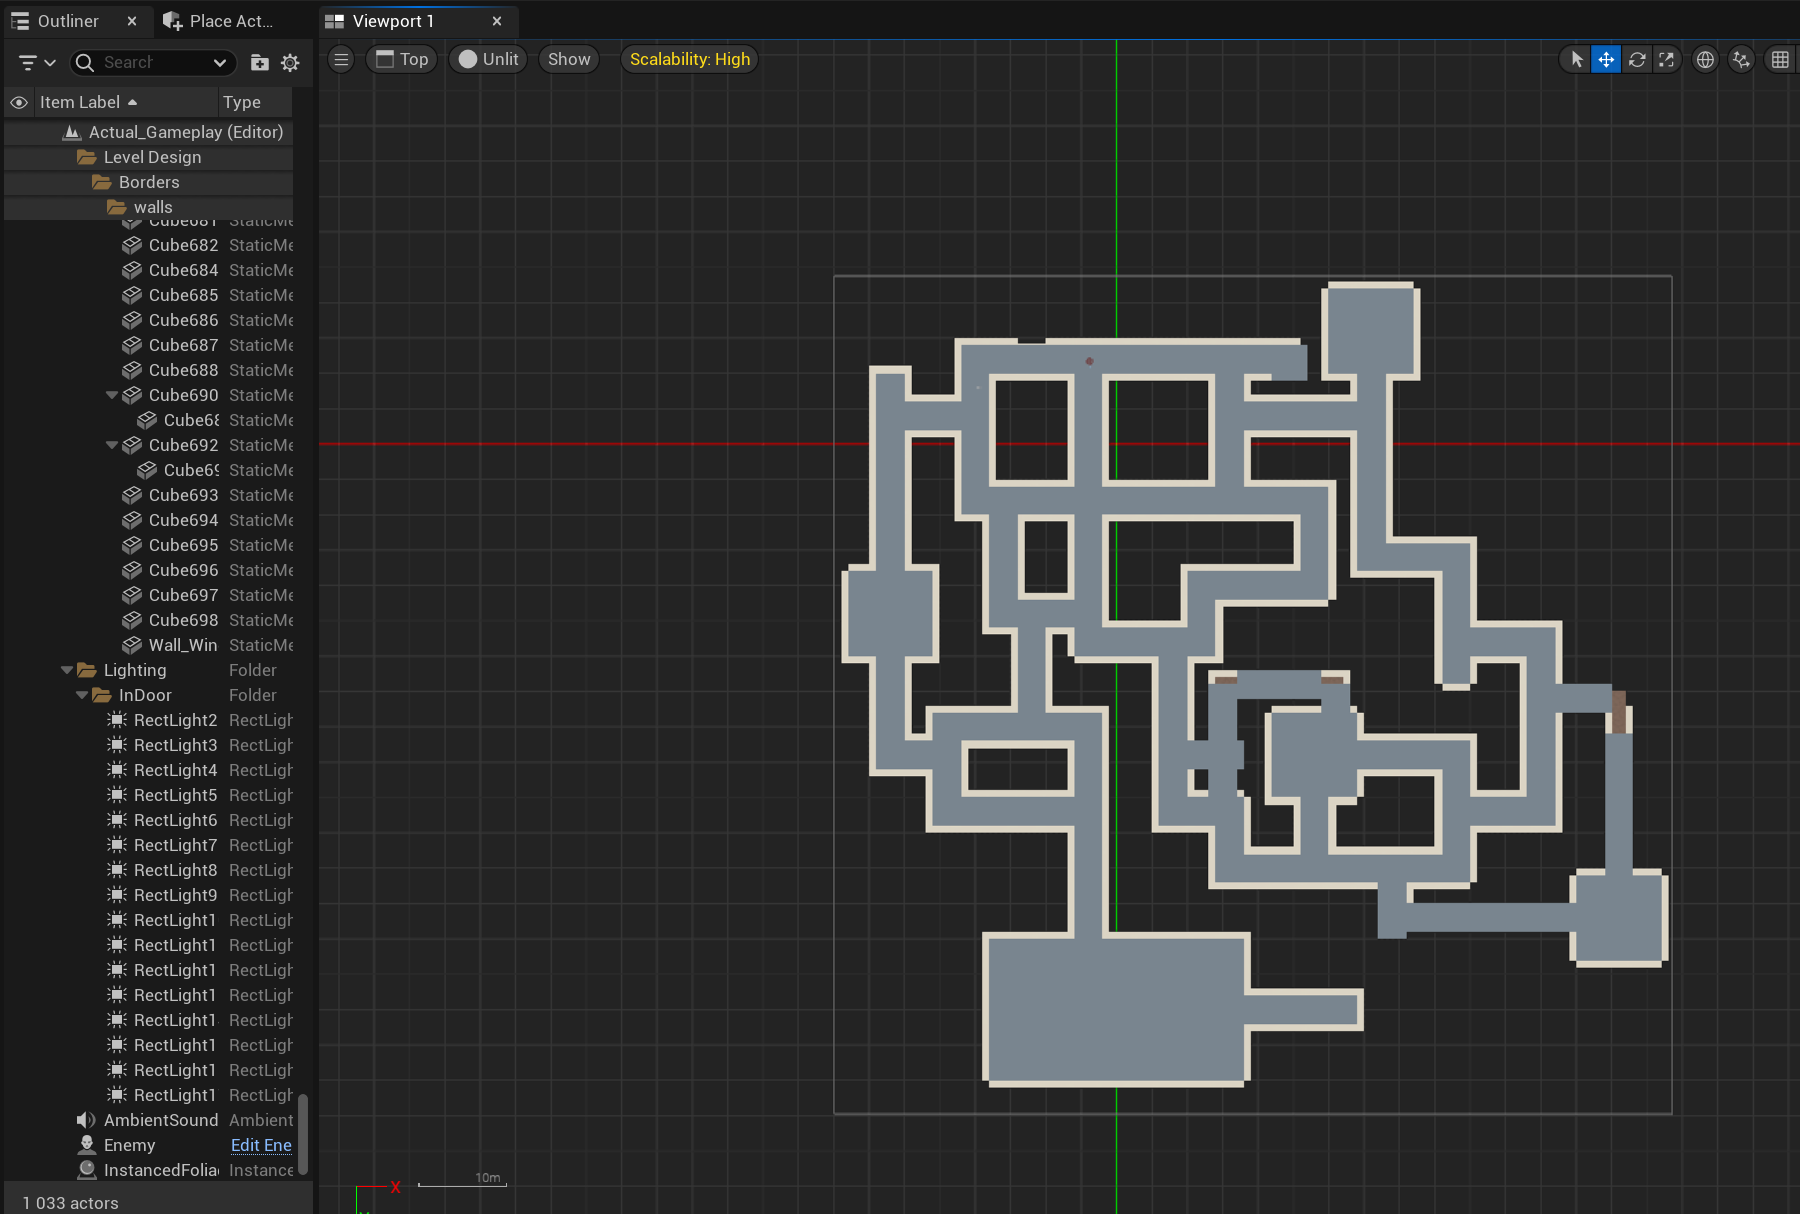 Outliner
Place Act...
Viewport 1
Search
Top
Unlit
Show
Scalability: High
Item Label
Type
Actual_Gameplay (Editor)
Level Design
Borders
walls
Cube681 StaticMe
Cube682 StaticMe
Cube684 StaticMe
Cube685 StaticMe
Cube686 StaticMe
Cube687 StaticMe
Cube688 StaticMe
Cube690 StaticMe
Cube68 StaticMe
Cube692 StaticMe
Cube69 StaticMe
Cube693 StaticMe
Cube694 StaticMe
Cube695 StaticMe
Cube696 StaticMe
Cube697 StaticMe
Cube698 StaticMe
Wall_Win StaticMe
Lighting Folder
InDoor Folder
RectLight2 RectLigh
RectLight3 RectLigh
RectLight4 RectLigh
RectLight5 RectLigh
RectLight6 RectLigh
RectLight7 RectLigh
RectLight8 RectLigh
RectLight9 RectLigh
RectLight1 RectLigh
RectLight1 RectLigh
RectLight1 RectLigh
RectLight1 RectLigh
RectLight1 RectLigh
RectLight1 RectLigh
RectLight1 RectLigh
RectLight1 RectLigh
AmbientSound Ambient
Enemy Edit Ene
InstancedFolia Instance
1 033 actors
X
10m